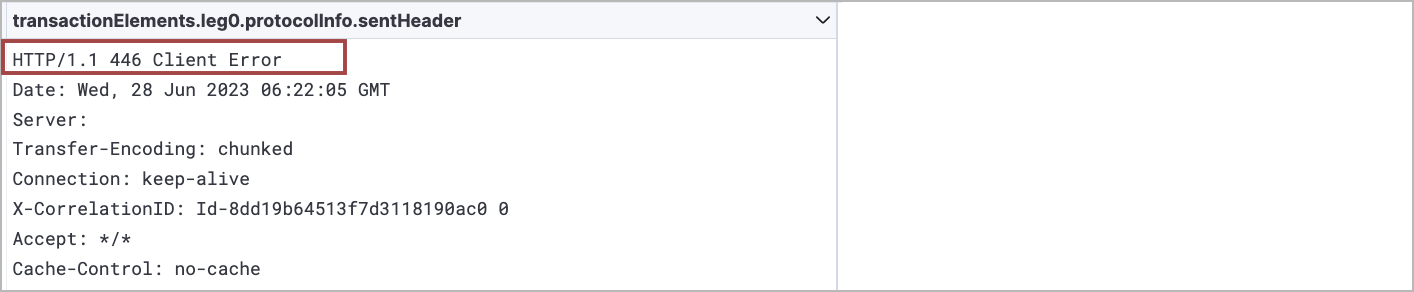 transactionElements.leg0.protocolInfo.sentHeader
HTTP/1.1 446 Client Error
Date: Wed, 28 Jun 2023 06:22:05 GMT
Server:
Transfer-Encoding: chunked
Connection: keep-alive
X-CorrelationID: Id-8dd19b64513f7d3118190ac0 0
Accept: */*
Cache-Control: no-cache